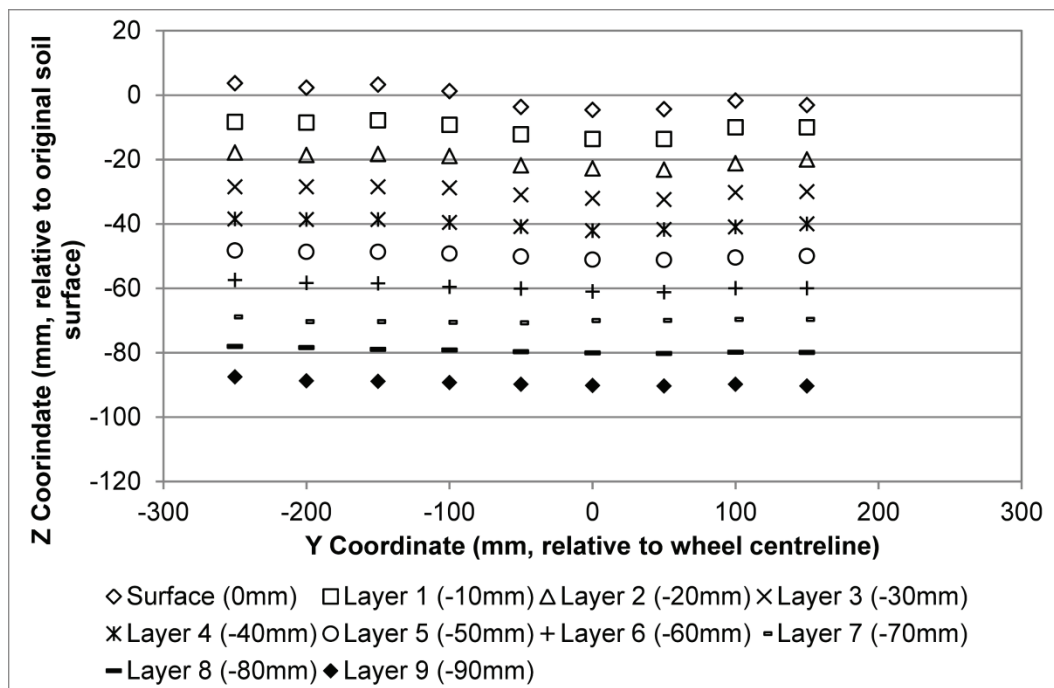 Z Coorindate (mm, relative to original soil
surface)
20
0
-20
-40
-60
-80
-100
-120
-300 -200 -100 0 100 200 300
Y Coordinate (mm, relative to wheel centreline)
Surface (0mm) Layer 1 (-10mm) Layer 2 (-20mm) Layer 3 (-30mm)
Layer 4 (-40mm) Layer 5 (-50mm) Layer 6 (-60mm) Layer 7 (-70mm)
Layer 8 (-80mm) Layer 9 (-90mm)